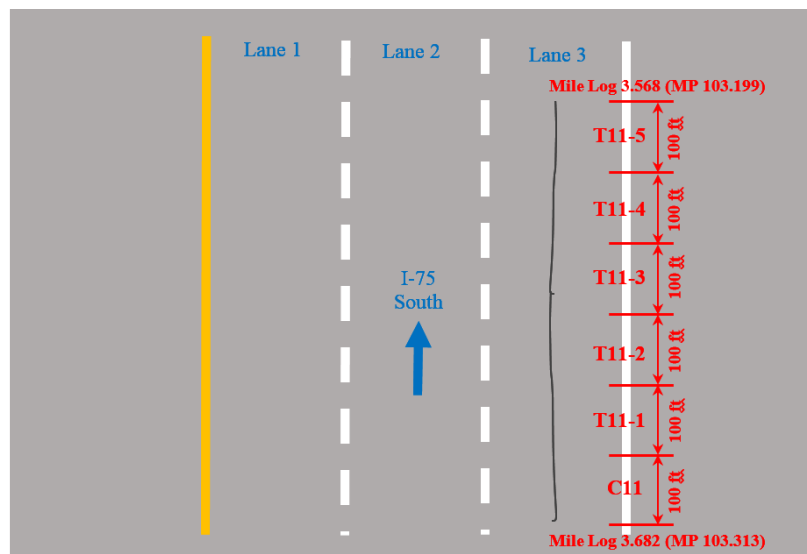 Lane 1
Lane 2
Lane 3
Mile Log 3.568 (MP 103.199)
T11-5
100 ft
T11-4
100 ft
T11-3
100 ft
I-75
South
T11-2
100 ft
T11-1
100 ft
C11
100 ft
Mile Log 3.682 (MP 103.313)